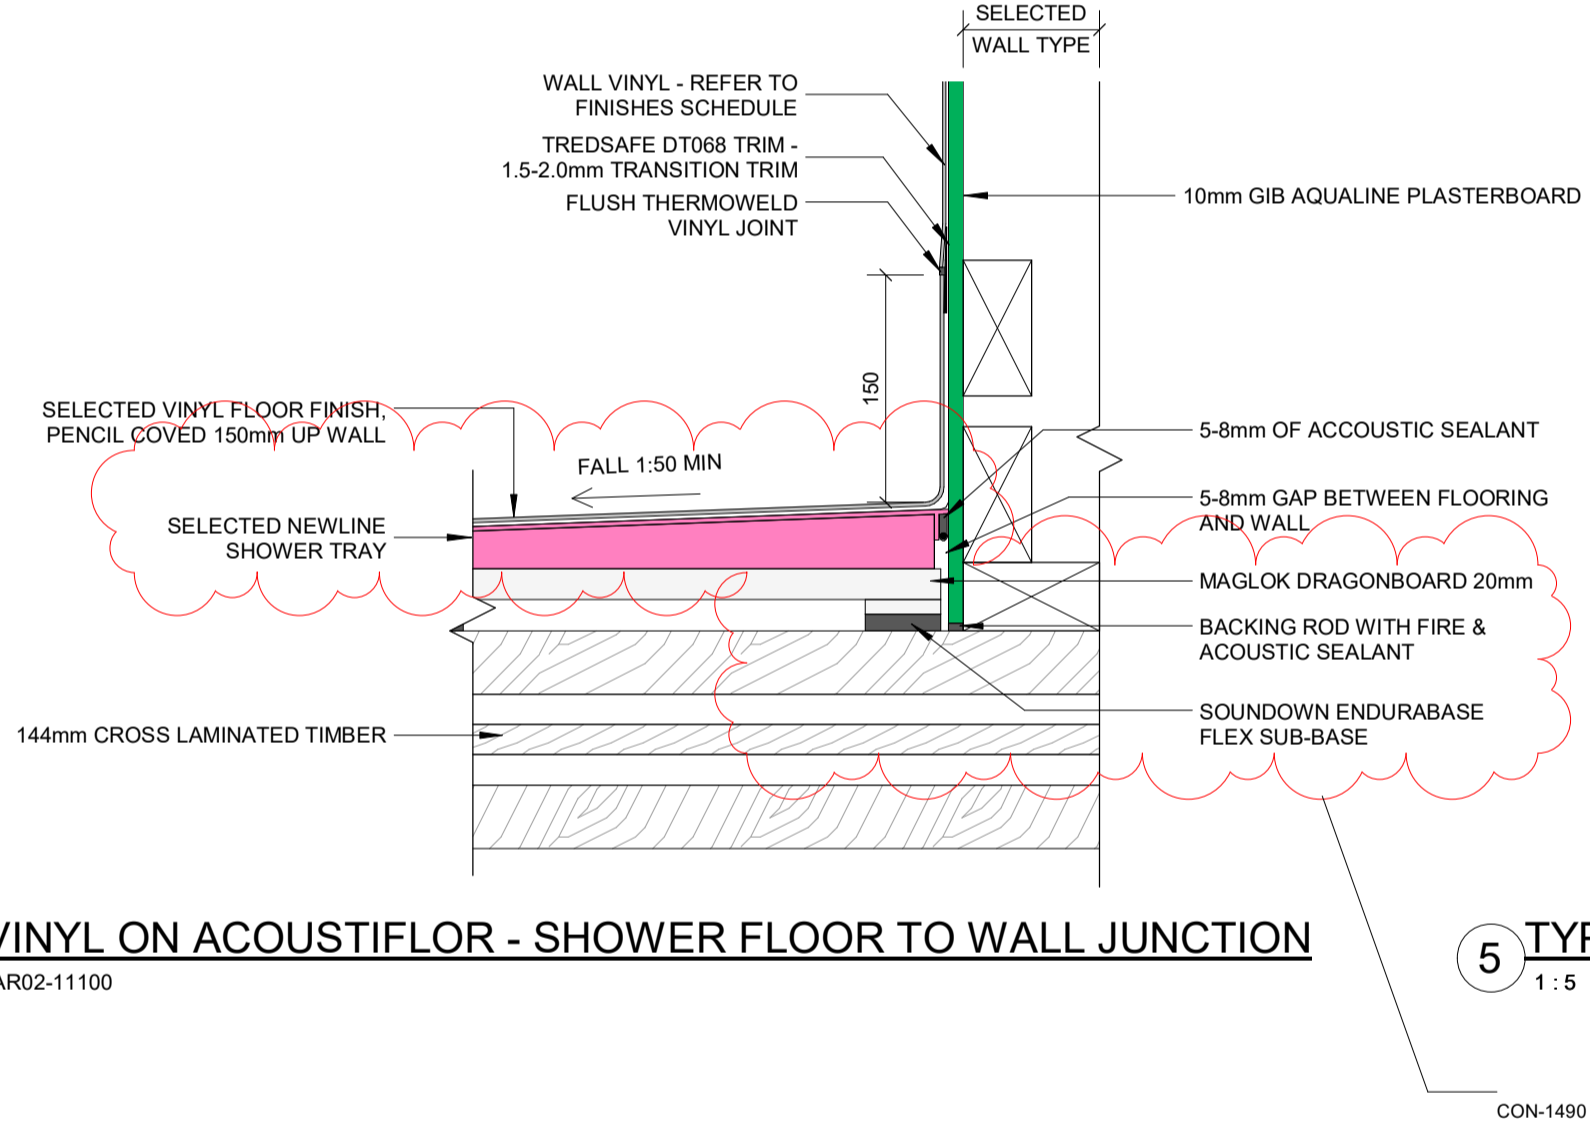 SELECTED
WALL TYPE
WALL VINYL - REFER TO
FINISHES SCHEDULE
TREDSAFE DT068 TRIM -
1.5-2.0mm TRANSITION TRIM
FLUSH THERMOWELD
VINYL JOINT
10mm GIB AQUALINE PLASTERBOARD
150
SELECTED VINYL FLOOR FINISH,
PENCIL COVED 150mm UP WALL
FALL 1:50 MIN
SELECTED NEWLINE
SHOWER TRAY
5-8mm OF ACCOUSTIC SEALANT
5-8mm GAP BETWEEN FLOORING
AND WALL
MAGLOK DRAGONBOARD 20mm
BACKING ROD WITH FIRE &
ACOUSTIC SEALANT
SOUNDOWN ENDURABASE
FLEX SUB-BASE
144mm CROSS LAMINATED TIMBER
VINYL ON ACOUSTIFLOR - SHOWER FLOOR TO WALL JUNCTION
AR02-11100
5
TYP
1 : 5
CON-1490